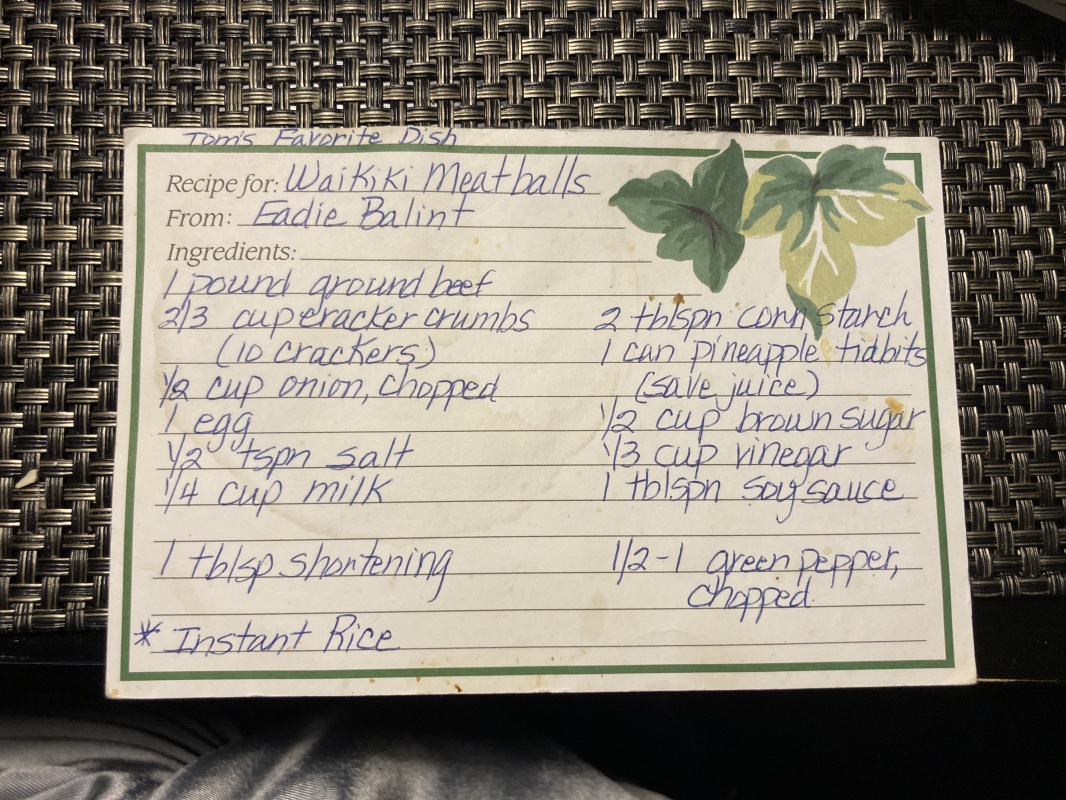 Tom's Favorite Dish
Recipe for: Waikiki Meatballs
From: Eadie Balint
Ingredients:
1 pound ground beef
2/3 cup cracker crumbs
(10 crackers)
1/2 cup onion, chopped
1 egg
1/2 tspn salt
1/4 cup milk
1 tblsp shortening
* Instant Rice
2 tblspn corn starch
1 can pineapple tidbits
(save juice)
1/2 cup brown sugar
1/3 cup vinegar
1 tblspn soy sauce
1/2-1 green pepper,
chopped